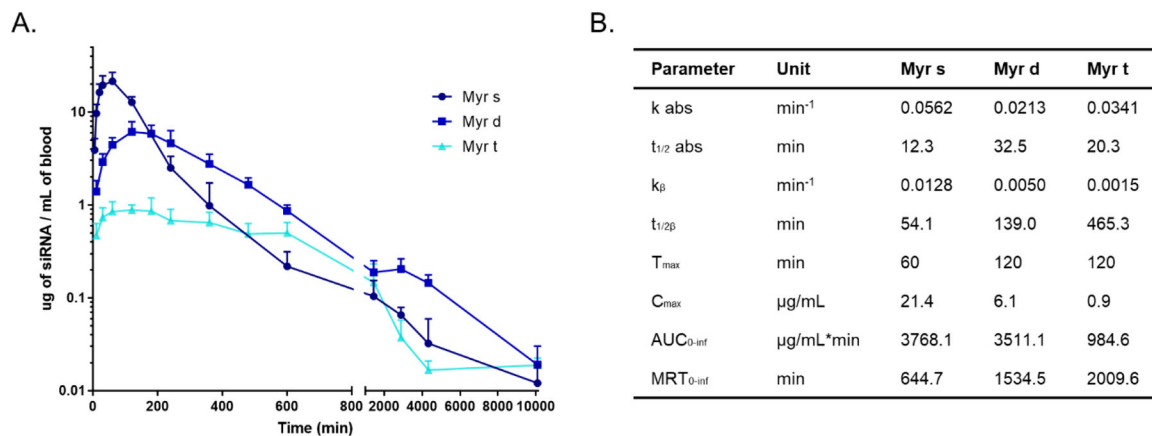 A.
ug of siRNA / mL of blood
10
1
0.1
0.01
Myr s
Myr d
Myr t
0 200 400 600 800 2000 4000 6000 8000 10000
Time (min)
B.
Parameter Unit Myr s Myr d Myr t
k abs min-1 0.0562 0.0213 0.0341
t1/2 abs min 12.3 32.5 20.3
kβ min-1 0.0128 0.0050 0.0015
t1/2β min 54.1 139.0 465.3
Tmax min 60 120 120
Cmax µg/mL 21.4 6.1 0.9
AUC0-inf µg/mL*min 3768.1 3511.1 984.6
MRT0-inf min 644.7 1534.5 2009.6